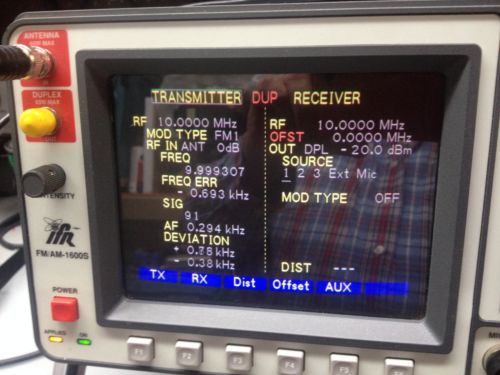 ANTENNA
TRANSMITTER DUP RECEIVER
DUPLEX
RF 10.0000 MHz
MOD TYPE FM1
RF IN ANT 0dB
FREQ
9.999307
FREQ ERR
- 0.693 kHz
SIG
91
AF 0.294 kHz
DEVIATION
+ 0.78 kHz
- 0.38 kHz
RF 10.0000 MHz
OFST 0.0000 MHz
OUT DPL - 20.0 dBm
SOURCE
1 2 3 Ext Mic
MOD TYPE OFF
DIST ---
TX RX Dist Offset AUX
INTENSITY
IFR
FM/AM-1600S
POWER
APPLIED ON
F1 F2 F3 F4 F5 F6